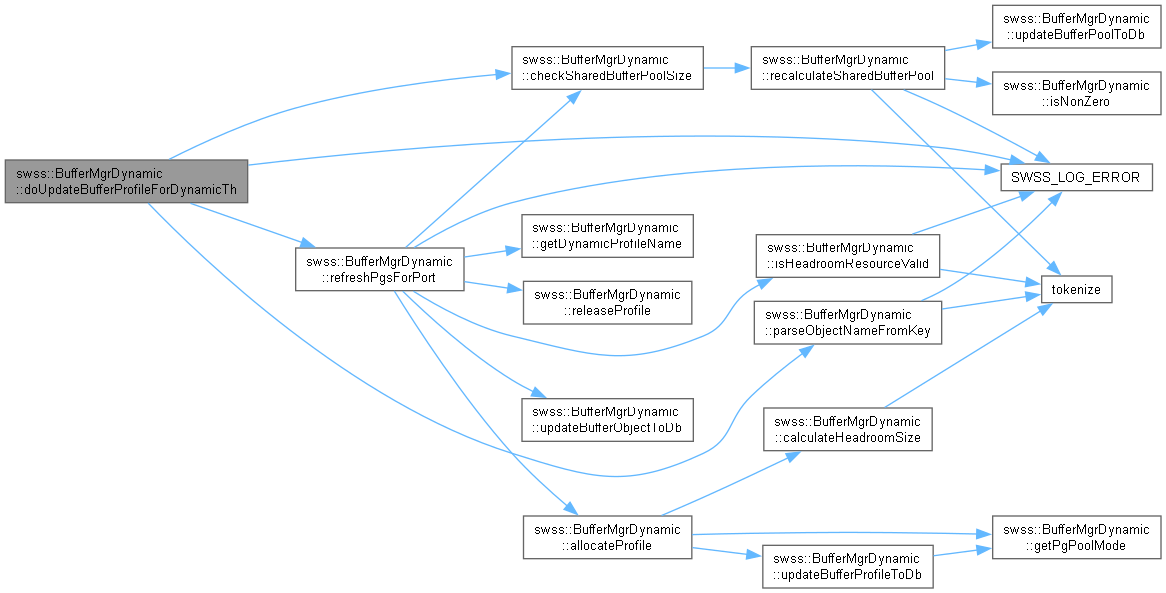 swss::BufferMgrDynamic
::doUpdateBufferProfileForDynamicTh
swss::BufferMgrDynamic
::checkSharedBufferPoolSize
swss::BufferMgrDynamic
::recalculateSharedBufferPool
swss::BufferMgrDynamic
::updateBufferPoolToDb
swss::BufferMgrDynamic
::isNonZero
SWSS_LOG_ERROR
swss::BufferMgrDynamic
::refreshPgsForPort
swss::BufferMgrDynamic
::getDynamicProfileName
swss::BufferMgrDynamic
::releaseProfile
swss::BufferMgrDynamic
::isHeadroomResourceValid
swss::BufferMgrDynamic
::parseObjectNameFromKey
tokenize
swss::BufferMgrDynamic
::updateBufferObjectToDb
swss::BufferMgrDynamic
::calculateHeadroomSize
swss::BufferMgrDynamic
::allocateProfile
swss::BufferMgrDynamic
::updateBufferProfileToDb
swss::BufferMgrDynamic
::getPgPoolMode